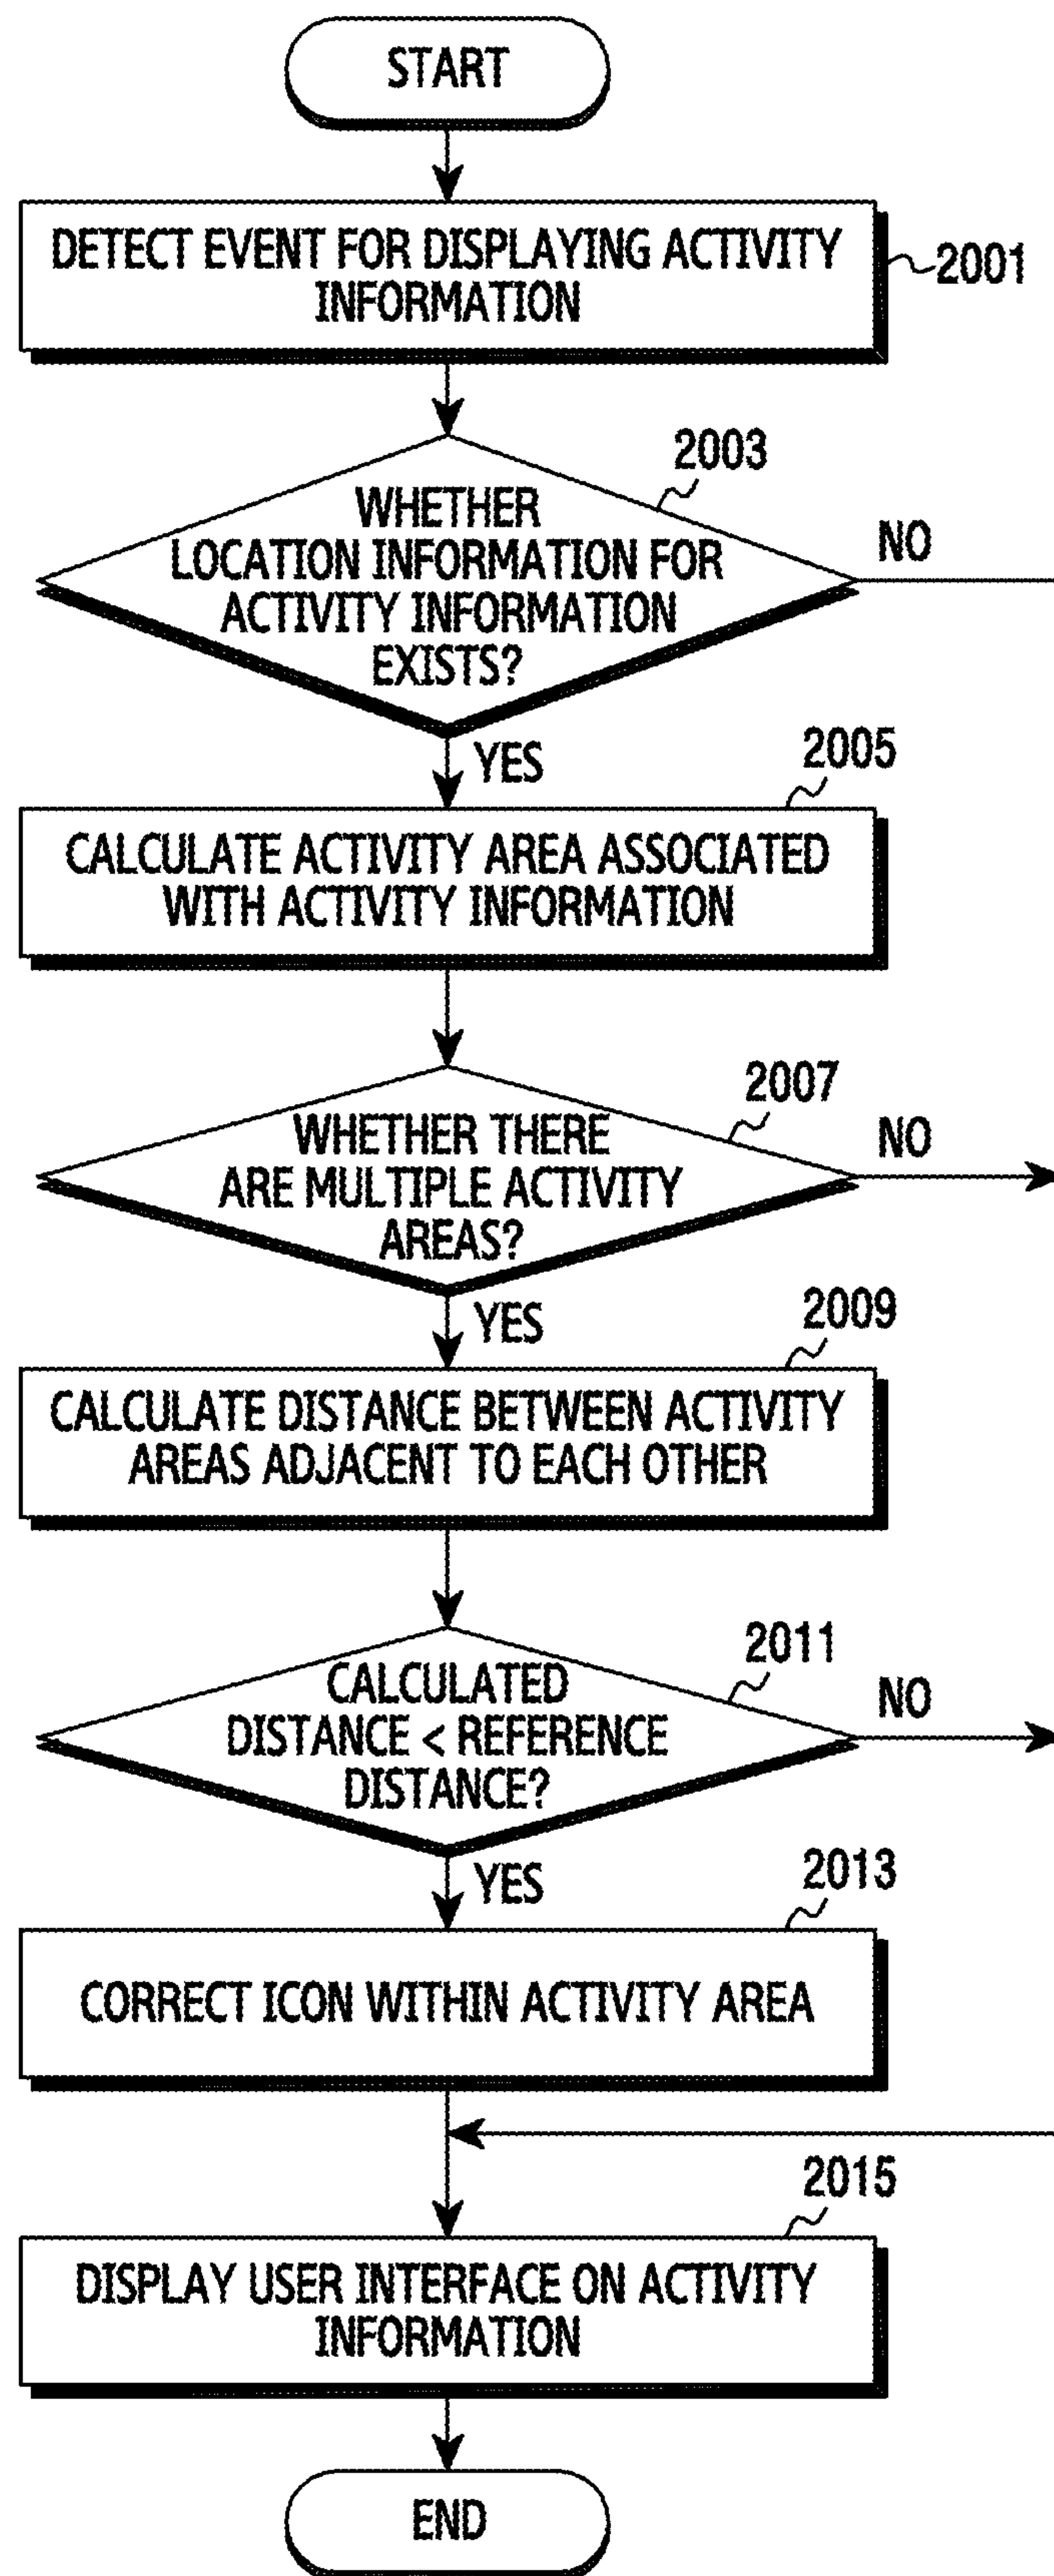 START
DETECT EVENT FOR DISPLAYING ACTIVITY
INFORMATION
2001
2003
WHETHER
LOCATION INFORMATION FOR
ACTIVITY INFORMATION
EXISTS?
NO
YES
2005
CALCULATE ACTIVITY AREA ASSOCIATED
WITH ACTIVITY INFORMATION
2007
WHETHER THERE
ARE MULTIPLE ACTIVITY
AREAS?
NO
YES
2009
CALCULATE DISTANCE BETWEEN ACTIVITY
AREAS ADJACENT TO EACH OTHER
2011
CALCULATED
DISTANCE < REFERENCE
DISTANCE?
NO
YES
2013
CORRECT ICON WITHIN ACTIVITY AREA
2015
DISPLAY USER INTERFACE ON ACTIVITY
INFORMATION
END